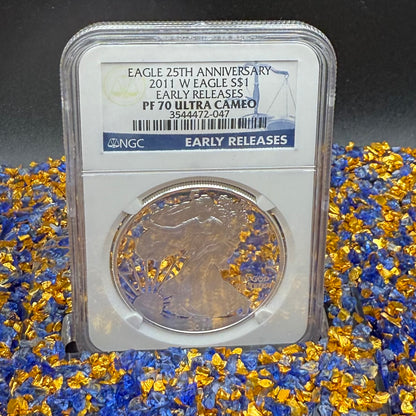 EAGLE 25TH ANNIVERSARY
2011 W EAGLE S$1
EARLY RELEASES
PF 70 ULTRA CAMEO
3544472-047
NGC EARLY RELEASES